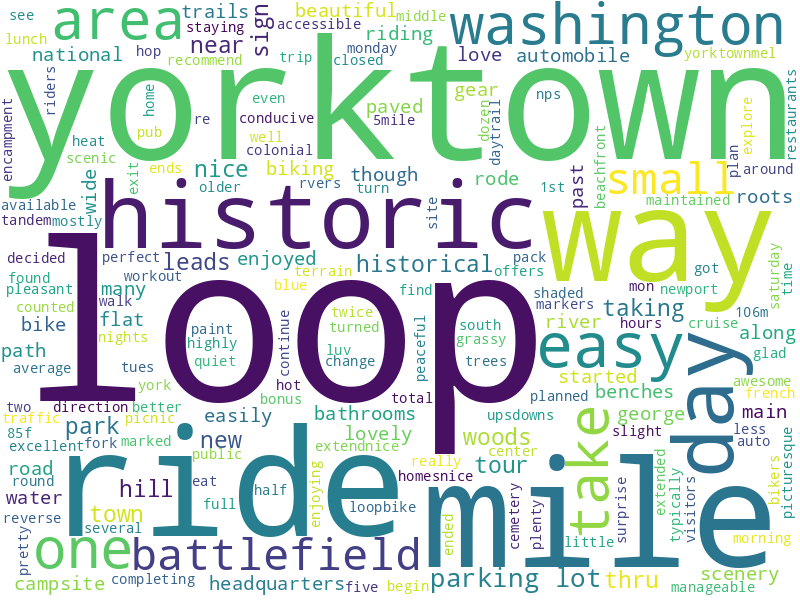 see trails beautiful middle
area staying accessible sign washington
lunch national near hop monday riding love automobile yorktownmel
recommend trip closed
yorktown
encampment riders home even gear dozen nps restaurants
scenic heat pub re conducive paved 5mile daytrail explore
well colonial
exit ends biking rode plan around
nice though past beachfront small
available wide older rvers turn 1st maintained roots
tandem mostly historic site way
decided perfect leads enjoyed historical offers pack shaded mon newport got saturday time
found workout terrain
pleasant many blue find markers taking 106m
counted walk loop hours cruise
bike nights flat paint twice south river along
highly turned grassy easy
path quiet luv continue change peaceful trees started day glad
average tues hot total planned benches awesome
york bonus
two direction bathrooms upsdowns george main french
traffic better picnic easily less
85f park new lovely woods take slight auto
excellent fork marked public extendnice center
road ride eat really tour extended
round hill enjoying homesnice mile typically visitors bikers picturesque
water full half cemetery plenty surprise
reverse town loopbike ended morning
several little
pretty one battlefield scenery
campsite completing headquarters five begin parking lot thru manageable